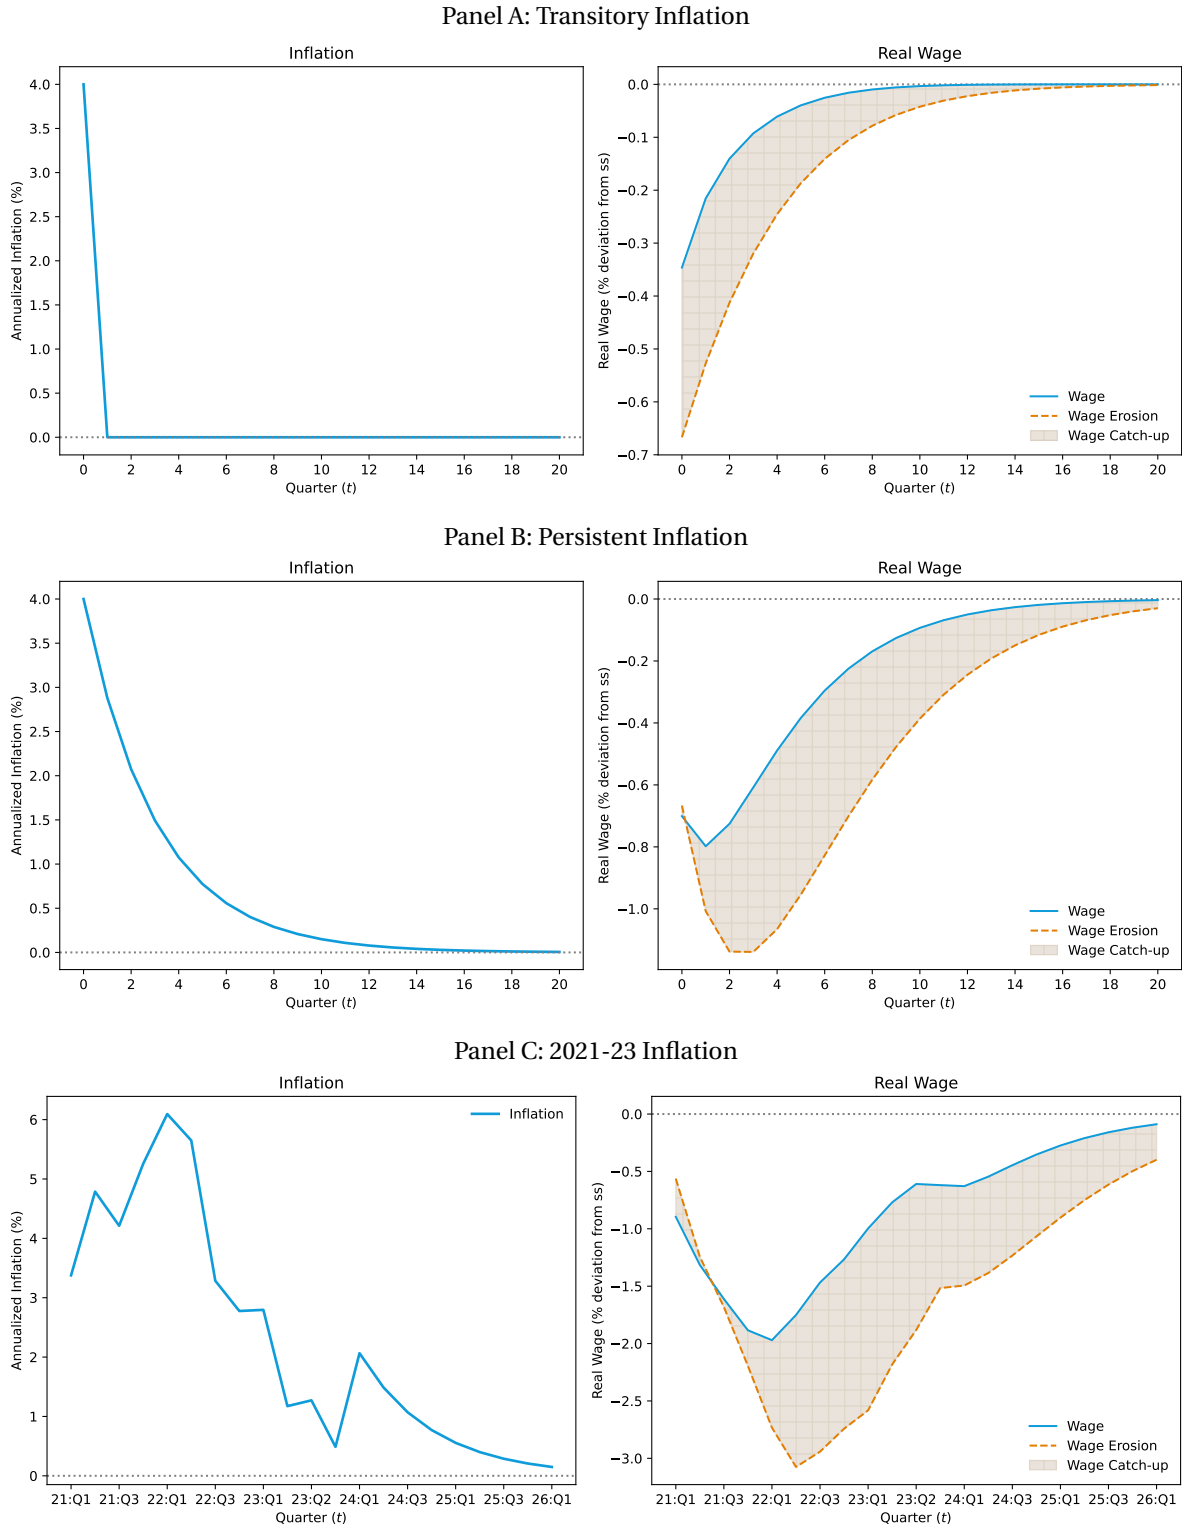 Panel A: Transitory Inflation
Inflation
Annualized Inflation (%)
4.0
3.5
3.0
2.5
2.0
1.5
1.0
0.5
0.0
0 2 4 6 8 10 12 14 16 18 20
Quarter (t)
Real Wage
Real Wage (% deviation from ss)
0.0
−0.1
−0.2
−0.3
−0.4
−0.5
−0.6
−0.7
Wage
Wage Erosion
Wage Catch-up
0 2 4 6 8 10 12 14 16 18 20
Quarter (t)
Panel B: Persistent Inflation
Inflation
Annualized Inflation (%)
4.0
3.5
3.0
2.5
2.0
1.5
1.0
0.5
0.0
0 2 4 6 8 10 12 14 16 18 20
Quarter (t)
Real Wage
Real Wage (% deviation from ss)
0.0
−0.2
−0.4
−0.6
−0.8
−1.0
Wage
Wage Erosion
Wage Catch-up
0 2 4 6 8 10 12 14 16 18 20
Quarter (t)
Panel C: 2021-23 Inflation
Inflation
Annualized Inflation (%)
6
5
4
3
2
1
0
Inflation
21:Q1 21:Q3 22:Q1 22:Q3 23:Q1 23:Q2 24:Q1 24:Q3 25:Q1 25:Q3 26:Q1
Quarter (t)
Real Wage
Real Wage (% deviation from ss)
0.0
−0.5
−1.0
−1.5
−2.0
−2.5
−3.0
Wage
Wage Erosion
Wage Catch-up
21:Q1 21:Q3 22:Q1 22:Q3 23:Q1 23:Q2 24:Q1 24:Q3 25:Q1 25:Q3 26:Q1
Quarter (t)